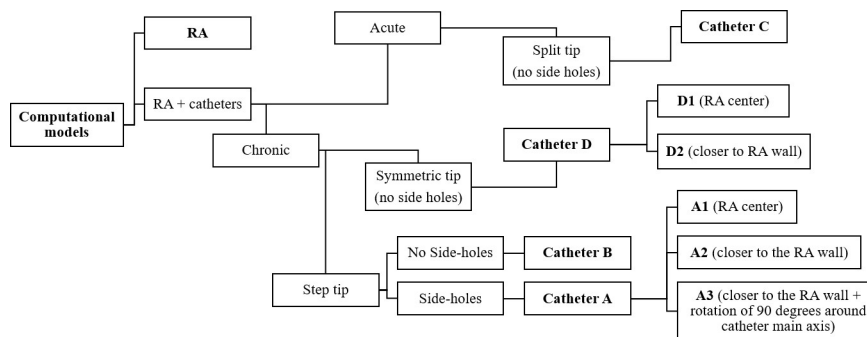 RA
Acute
Catheter C
Split tip
(no side holes)
Computational
models
RA + catheters
D1 (RA center)
Chronic
Catheter D
D2 (closer to RA wall)
Symmetric tip
(no side holes)
A1 (RA center)
No Side-holes
Catheter B
A2 (closer to the RA wall)
Step tip
Side-holes
Catheter A
A3 (closer to the RA wall +
rotation of 90 degrees around
catheter main axis)